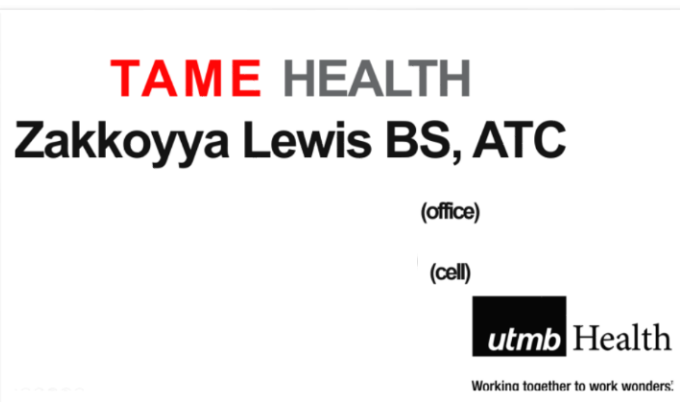 TAME HEALTH
Zakkoyya Lewis BS, ATC
(office)
(cell)
utmb Health
Working together to work wonders.